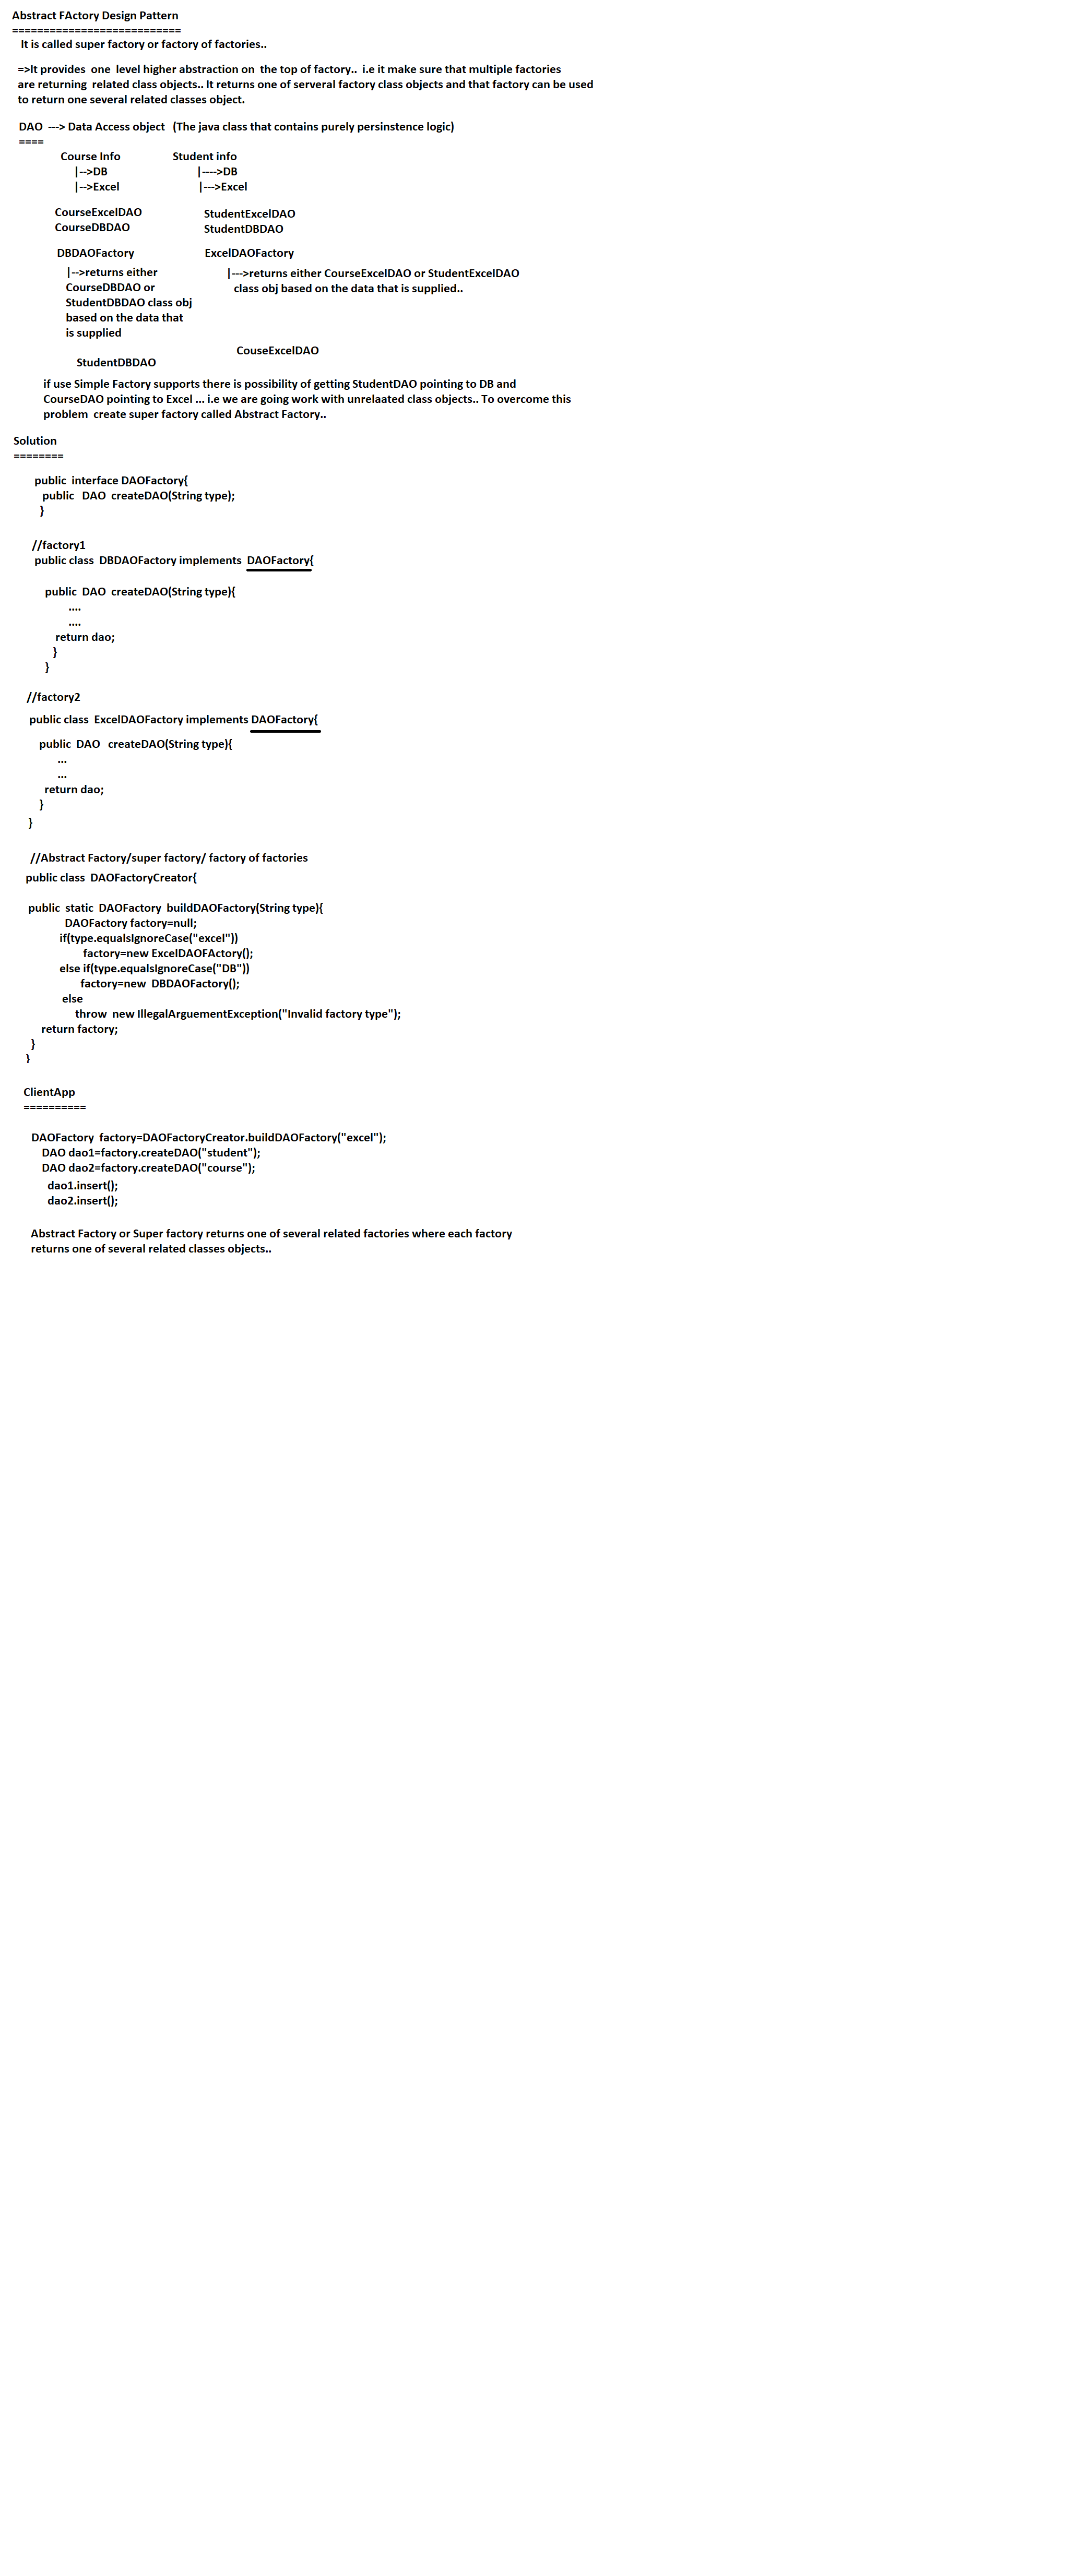 Abstract FActory Design Pattern
===========================
It is called super factory or factory of factories..
=>It provides one level higher abstraction on the top of factory.. i.e it make sure that multiple factories
are returning related class objects.. It returns one of serveral factory class objects and that factory can be used
to return one several related classes object.
DAO ---> Data Access object (The java class that contains purely persinstence logic)
====
Course Info Student info
|-->DB |---->DB
|-->Excel |--->Excel
CourseExcelDAO StudentExcelDAO
CourseDBDAO StudentDBDAO
DBDAOFactory ExcelDAOFactory
|-->returns either |--->returns either CourseExcelDAO or StudentExcelDAO
CourseDBDAO or class obj based on the data that is supplied..
StudentDBDAO class obj
based on the data that
is supplied
CouseExcelDAO
StudentDBDAO
if use Simple Factory supports there is possibility of getting StudentDAO pointing to DB and
CourseDAO pointing to Excel ... i.e we are going work with unrelaated class objects.. To overcome this
problem create super factory called Abstract Factory..
Solution
========
public interface DAOFactory{
public DAO createDAO(String type);
}
//factory1
public class DBDAOFactory implements DAOFactory{
public DAO createDAO(String type){
....
....
return dao;
}
}
//factory2
public class ExcelDAOFactory implements DAOFactory{
public DAO createDAO(String type){
...
...
return dao;
}
}
//Abstract Factory/super factory/ factory of factories
public class DAOFactoryCreator{
public static DAOFactory buildDAOFactory(String type){
DAOFactory factory=null;
if(type.equalsIgnoreCase("excel"))
factory=new ExcelDAOFActory();
else if(type.equalsIgnoreCase("DB"))
factory=new DBDAOFactory();
else
throw new IllegalArguementException("Invalid factory type");
return factory;
}
}
ClientApp
==========
DAOFactory factory=DAOFactoryCreator.buildDAOFactory("excel");
DAO dao1=factory.createDAO("student");
DAO dao2=factory.createDAO("course");
dao1.insert();
dao2.insert();
Abstract Factory or Super factory returns one of several related factories where each factory
returns one of several related classes objects..